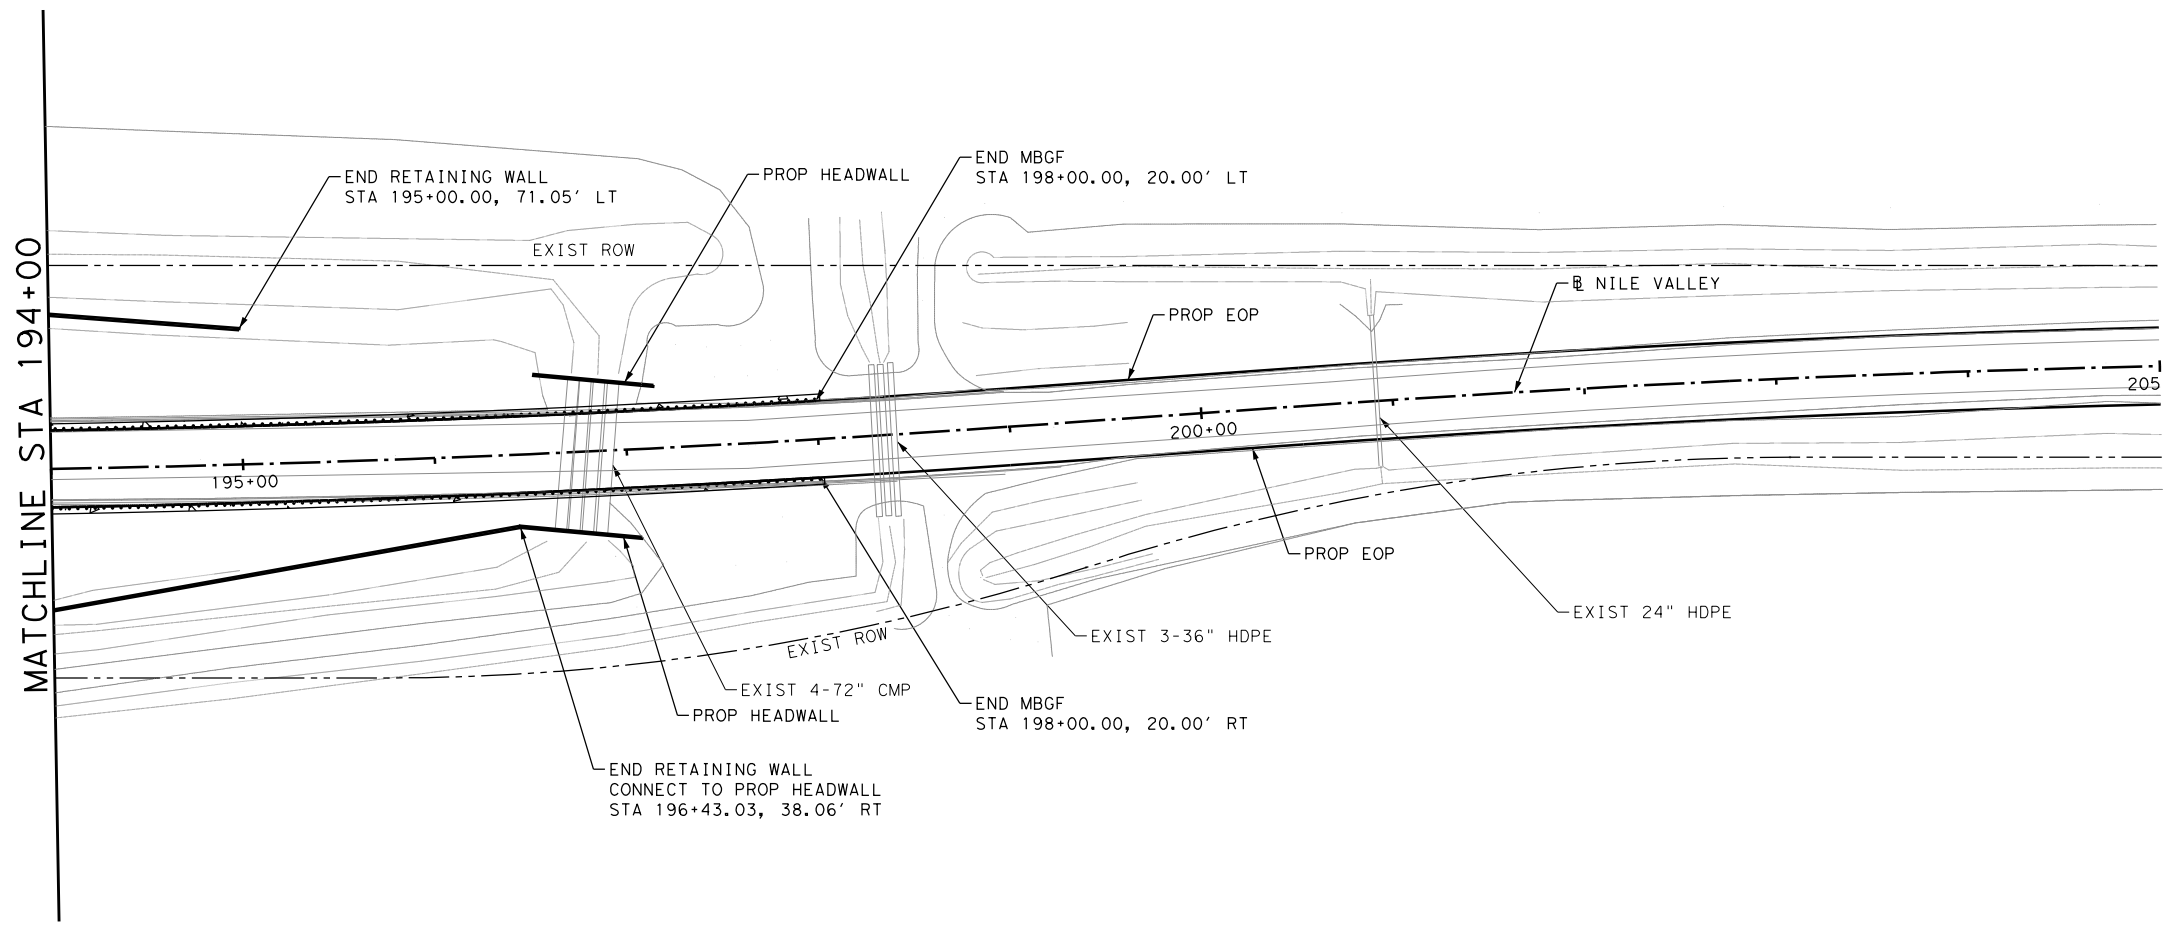 MATCHLINE STA 194+00
END RETAINING WALL
STA 195+00.00, 71.05' LT
PROP HEADWALL
END MBGF
STA 198+00.00, 20.00' LT
EXIST ROW
BL NILE VALLEY
PROP EOP
205
200+00
195+00
PROP EOP
EXIST 24" HDPE
EXIST 3-36" HDPE
EXIST ROW
EXIST 4-72" CMP
PROP HEADWALL
END MBGF
STA 198+00.00, 20.00' RT
END RETAINING WALL
CONNECT TO PROP HEADWALL
STA 196+43.03, 38.06' RT